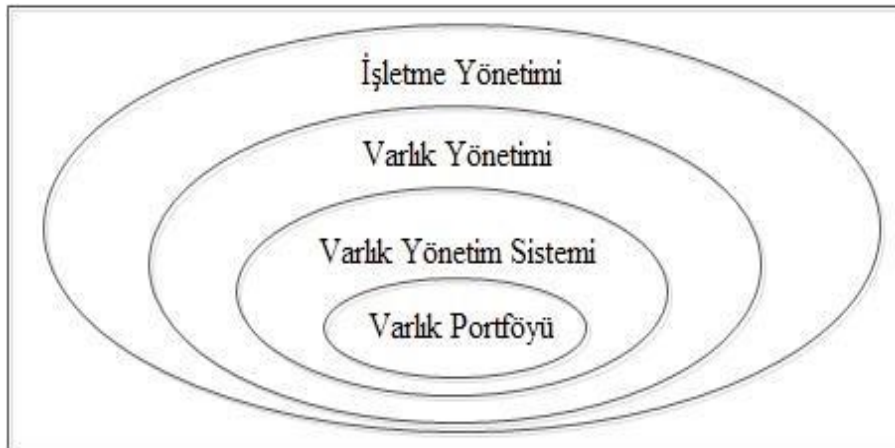 İşletme Yönetimi
Varlık Yönetimi
Varlık Yönetim Sistemi
Varlık Portföyü